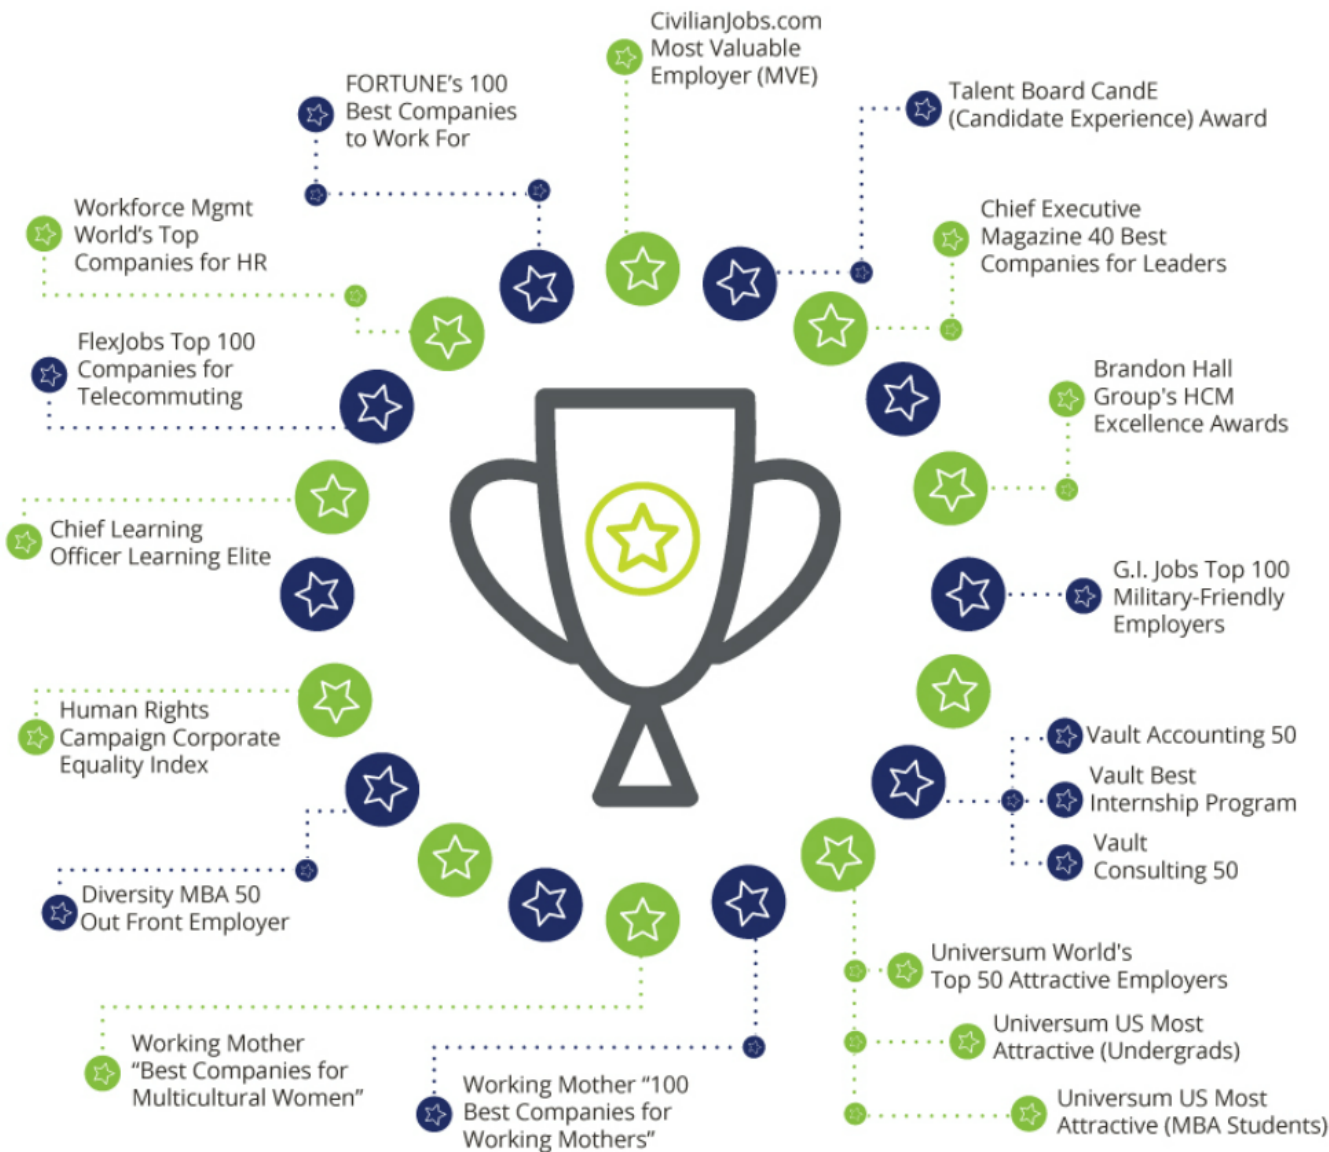 CivilianJobs.com
Most Valuable
Employer (MVE)
FORTUNE’s 100
Best Companies
to Work For
Talent Board CandE
(Candidate Experience) Award
Workforce Mgmt
World’s Top
Companies for HR
Chief Executive
Magazine 40 Best
Companies for Leaders
FlexJobs Top 100
Companies for
Telecommuting
Brandon Hall
Group's HCM
Excellence Awards
Chief Learning
Officer Learning Elite
G.I. Jobs Top 100
Military-Friendly
Employers
Human Rights
Campaign Corporate
Equality Index
Vault Accounting 50
Vault Best
Internship Program
Vault
Consulting 50
Diversity MBA 50
Out Front Employer
Universum World's
Top 50 Attractive Employers
Universum US Most
Attractive (Undergrads)
Universum US Most
Attractive (MBA Students)
Working Mother
“Best Companies for
Multicultural Women”
Working Mother “100
Best Companies for
Working Mothers”